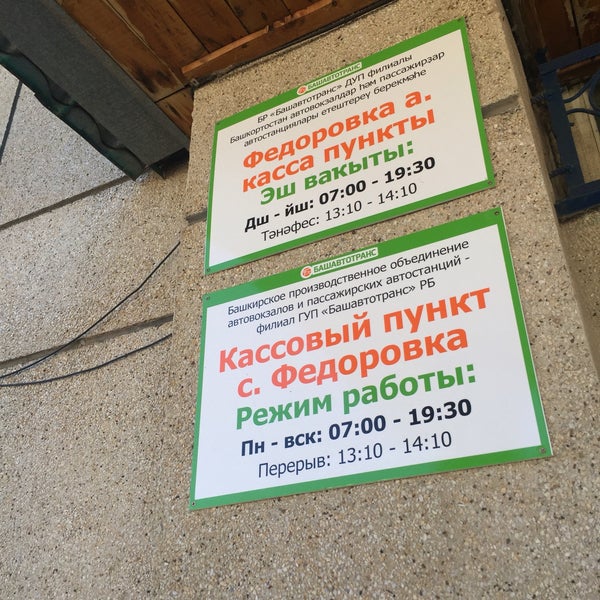 БАШАВТОТРАНС
БР «Башавтотранс» ДУП филиалы
Башкортостан автовокзалдар һәм пассажирҙар
автостанциялары етештереү берекмәһе
Федоровка а.
касса пункты
Эш вакыты:
Дш - йш: 07:00 - 19:30
Тәнәфес: 13:10 - 14:10
БАШАВТОТРАНС
Башкирское производственное объединение
автовокзалов и пассажирских автостанций -
филиал ГУП «Башавтотранс» РБ
Кассовый пункт
с. Федоровка
Режим работы:
Пн - вск: 07:00 - 19:30
Перерыв: 13:10 - 14:10